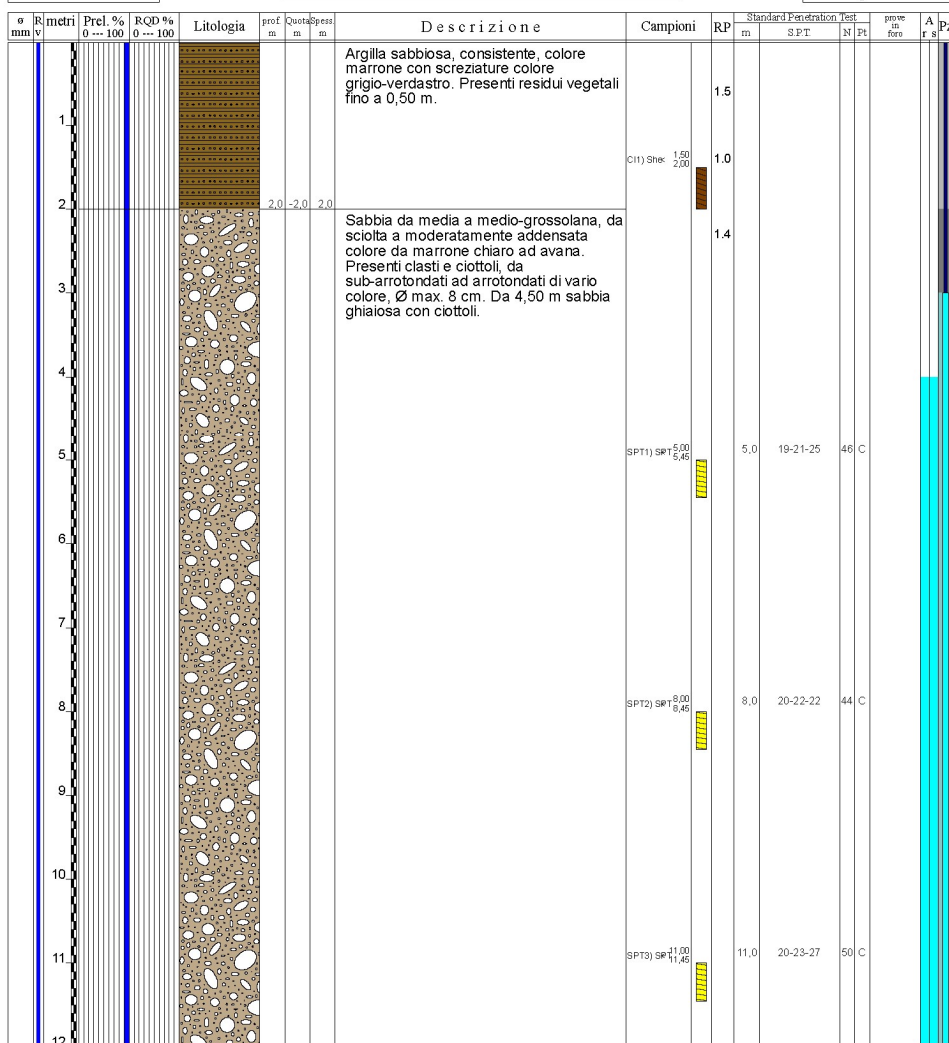 ø mm
R v
metri
Prel. % 0 --- 100
RQD % 0 --- 100
Litologia
prof. m
Quota m
Spess. m
Descrizione
Campioni
RP
Standard Penetration Test
m
S.P.T.
N
Pt
prove in foro
A r s
Pz
Argilla sabbiosa, consistente, colore
marrone con screziature colore
grigio-verdastro. Presenti residui vegetali
fino a 0,50 m.
1.5
1
CI1) She
1,50
2,00
1.0
2
2,0 -2,0 2,0
Sabbia da media a medio-grossolana, da
sciolta a moderatamente addensata
colore da marrone chiaro ad avana.
Presenti clasti e ciottoli, da
sub-arrotondati ad arrotondati di vario
colore, Ø max. 8 cm. Da 4,50 m sabbia
ghiaiosa con ciottoli.
1.4
3
4
5
SPT1) SPT
5,00
5,45
5,0 19-21-25 46 C
6
7
8
SPT2) SPT
8,00
8,45
8,0 20-22-22 44 C
9
10
11
SPT3) SPT
11,00
11,45
11,0 20-23-27 50 C
12